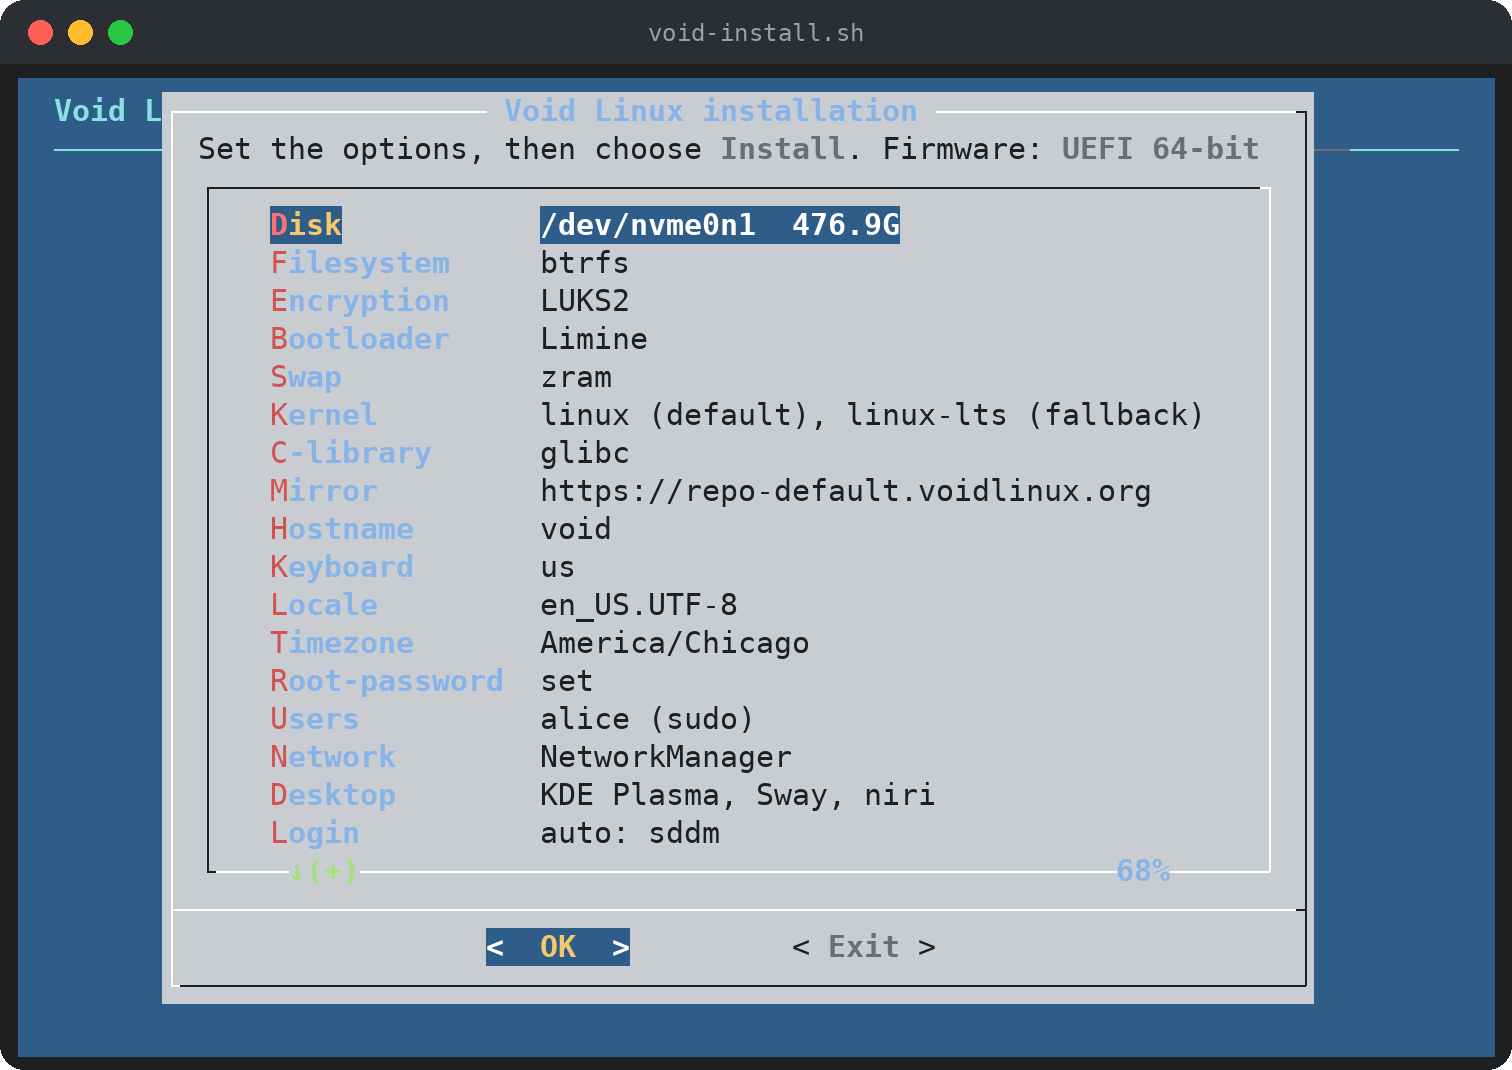 void-install.sh
Void L
Void Linux installation
Set the options, then choose Install. Firmware: UEFI 64-bit
Disk /dev/nvme0n1 476.9G
Filesystem btrfs
Encryption LUKS2
Bootloader Limine
Swap zram
Kernel linux (default), linux-lts (fallback)
C-library glibc
Mirror https://repo-default.voidlinux.org
Hostname void
Keyboard us
Locale en_US.UTF-8
Timezone America/Chicago
Root-password set
Users alice (sudo)
Network NetworkManager
Desktop KDE Plasma, Sway, niri
Login auto: sddm
↓(+) 68%
< OK > < Exit >